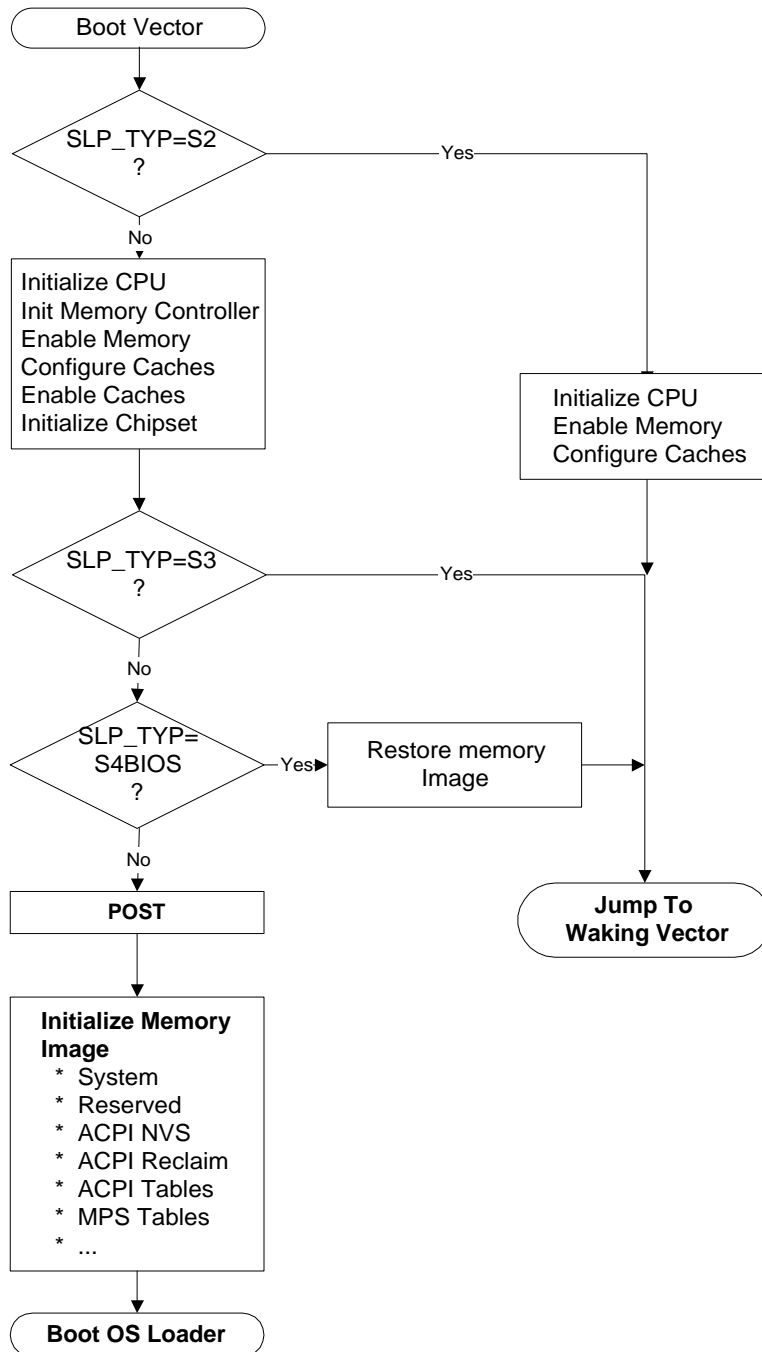 Boot Vector
SLP_TYP=S2
?
Yes
No
Initialize CPU
Init Memory Controller
Enable Memory
Configure Caches
Enable Caches
Initialize Chipset
Initialize CPU
Enable Memory
Configure Caches
SLP_TYP=S3
?
Yes
No
SLP_TYP=
S4BIOS
?
Yes
Restore memory
Image
No
POST
Jump To
Waking Vector
Initialize Memory
Image
* System
* Reserved
* ACPI NVS
* ACPI Reclaim
* ACPI Tables
* MPS Tables
* ...
Boot OS Loader